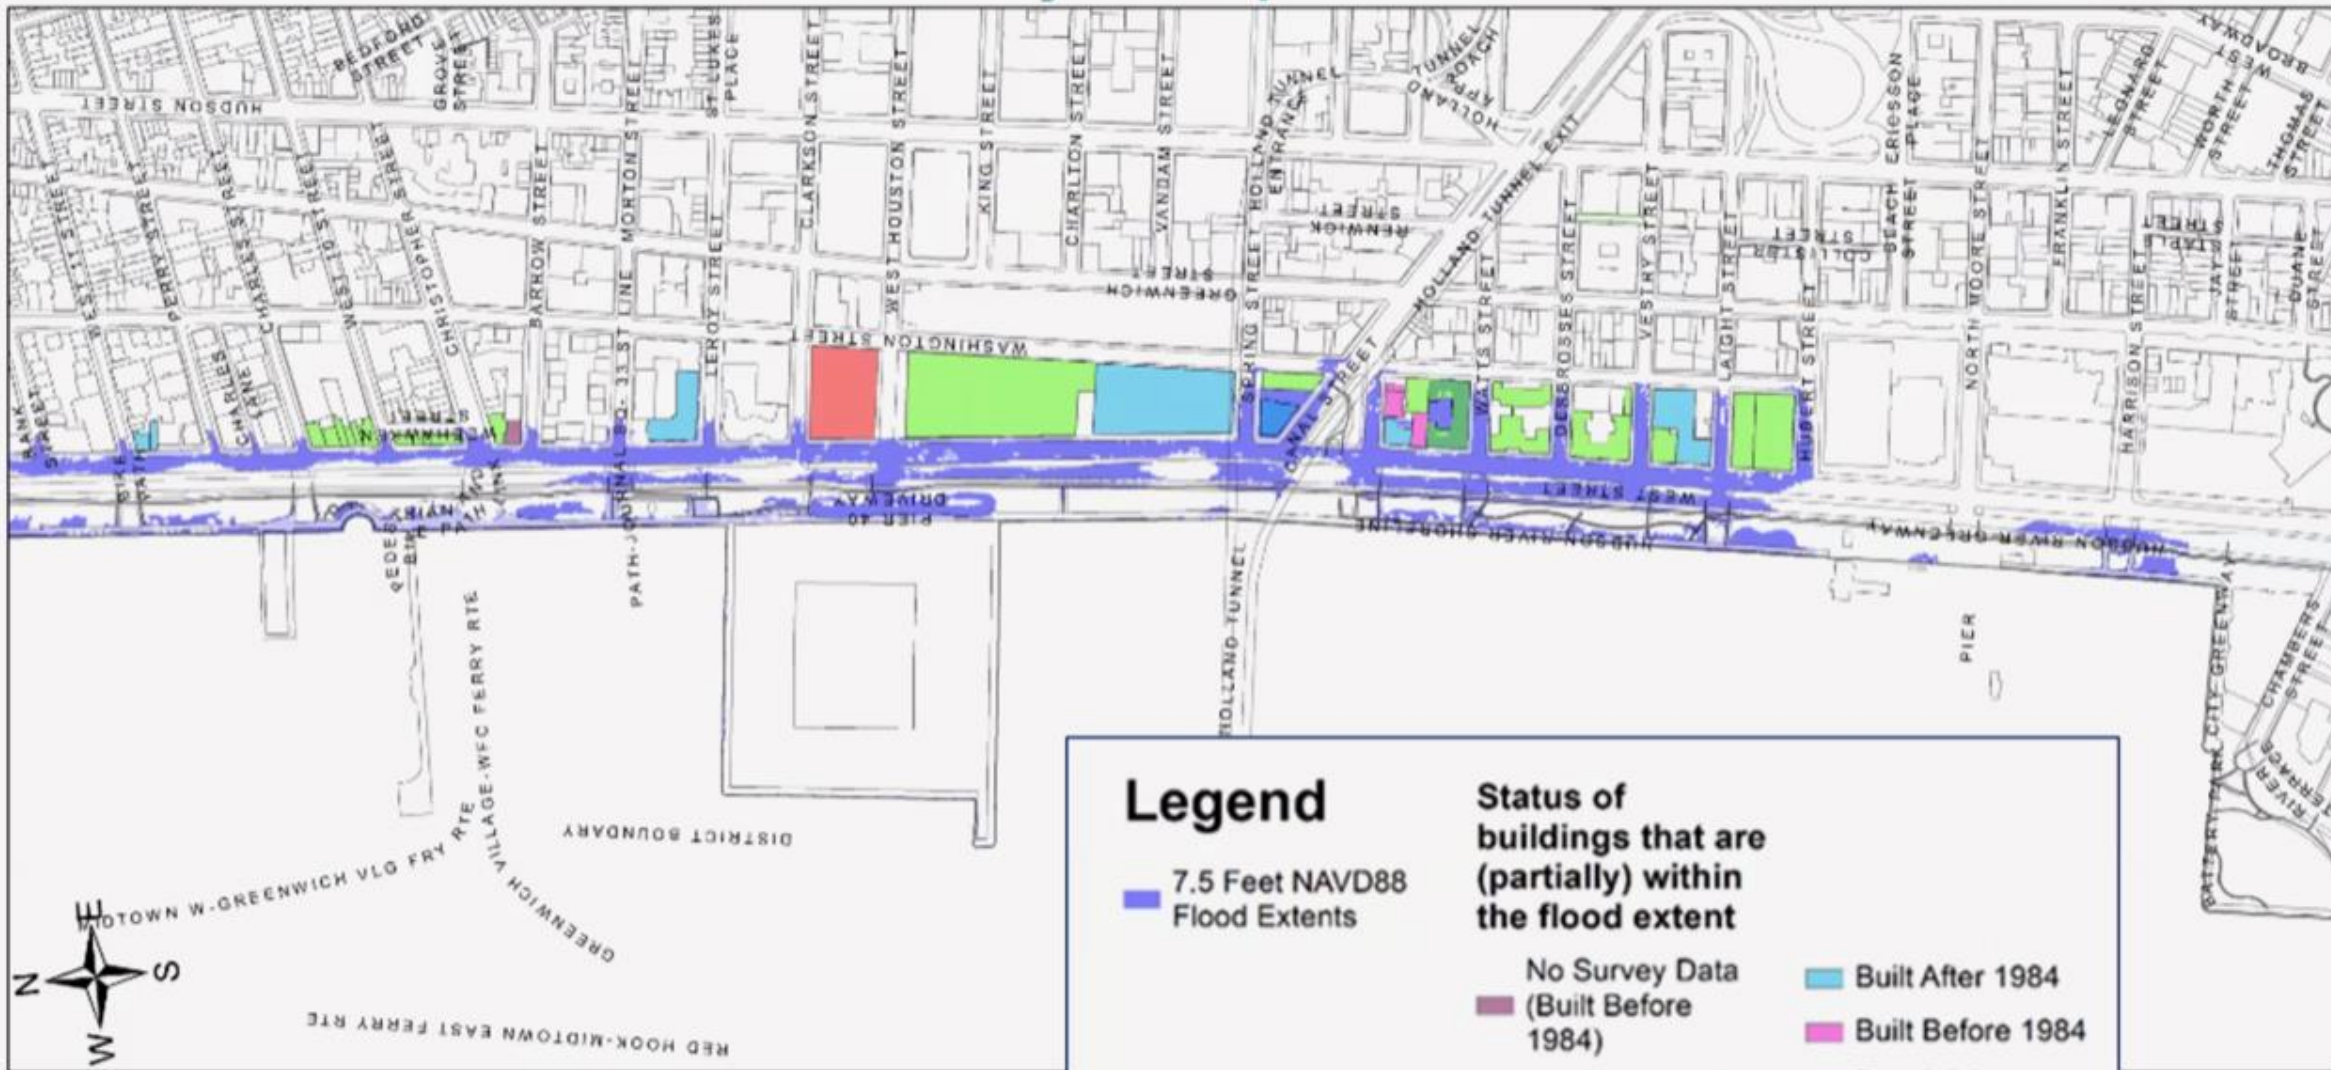 BEDFORD
STREET
GROVE
STREET
HUDSON STREET
ST LUKES
PLACE
CLARKSON STREET
WEST HOUSTON STREET
KING STREET
CHARLTON STREET
VANDAM STREET
HOLLAND TUNNEL
ENTRANCE
HOLLAND TUNNEL
APPROACH
HOLLAND TUNNEL EXIT
ERICSSON
PLACE
BEACH
STREET
NORTH MOORE STREET
FRANKLIN STREET
LEONARD
STREET
WORTH
STREET
THOMAS
STREET
WEST
BROADWAY
WEST 11 STREET
PERRY STREET
CHARLES STREET
WEST 10 STREET
CHRISTOPHER STREET
BARROW STREET
MORTON STREET
LEROY STREET
WASHINGTON STREET
GREENWICH
STREET
SPRING STREET
RENWICK
STREET
CANAL STREET
WATTS STREET
DESBROSSES STREET
VESTRY STREET
LAIGHT STREET
COLLISTER
STREET
HUBERT STREET
HARRISON STREET
STAPLE
STREET
JAY
STREET
DUANE
STREET
BANK
STREET
CHARLES
LANE
WEEHAWKEN
S
BIKE
PATH
PATH-JOURNAL SQ- 33 ST LINE
PIER 40
DRIVEWAY
WEST STREET
HUDSON RIVER SHORELINE
HUDSON RIVER GREENWAY
HOLLAND TUNNEL
PIER
BATTERY PARK CITY GREENWAY
CHAMBERS
STREET
RIVER
TERRACE
MIDTOWN W-GREENWICH VLG FRY RTE
GREENWICH VILLAGE-WFC FERRY RTE
DISTRICT BOUNDARY
RED HOOK-MIDTOWN EAST FERRY RTE
N
E
S
W
Legend
7.5 Feet NAVD88
Flood Extents
Status of
buildings that are
(partially) within
the flood extent
No Survey Data
(Built Before
1984)
Built After 1984
Built Before 1984